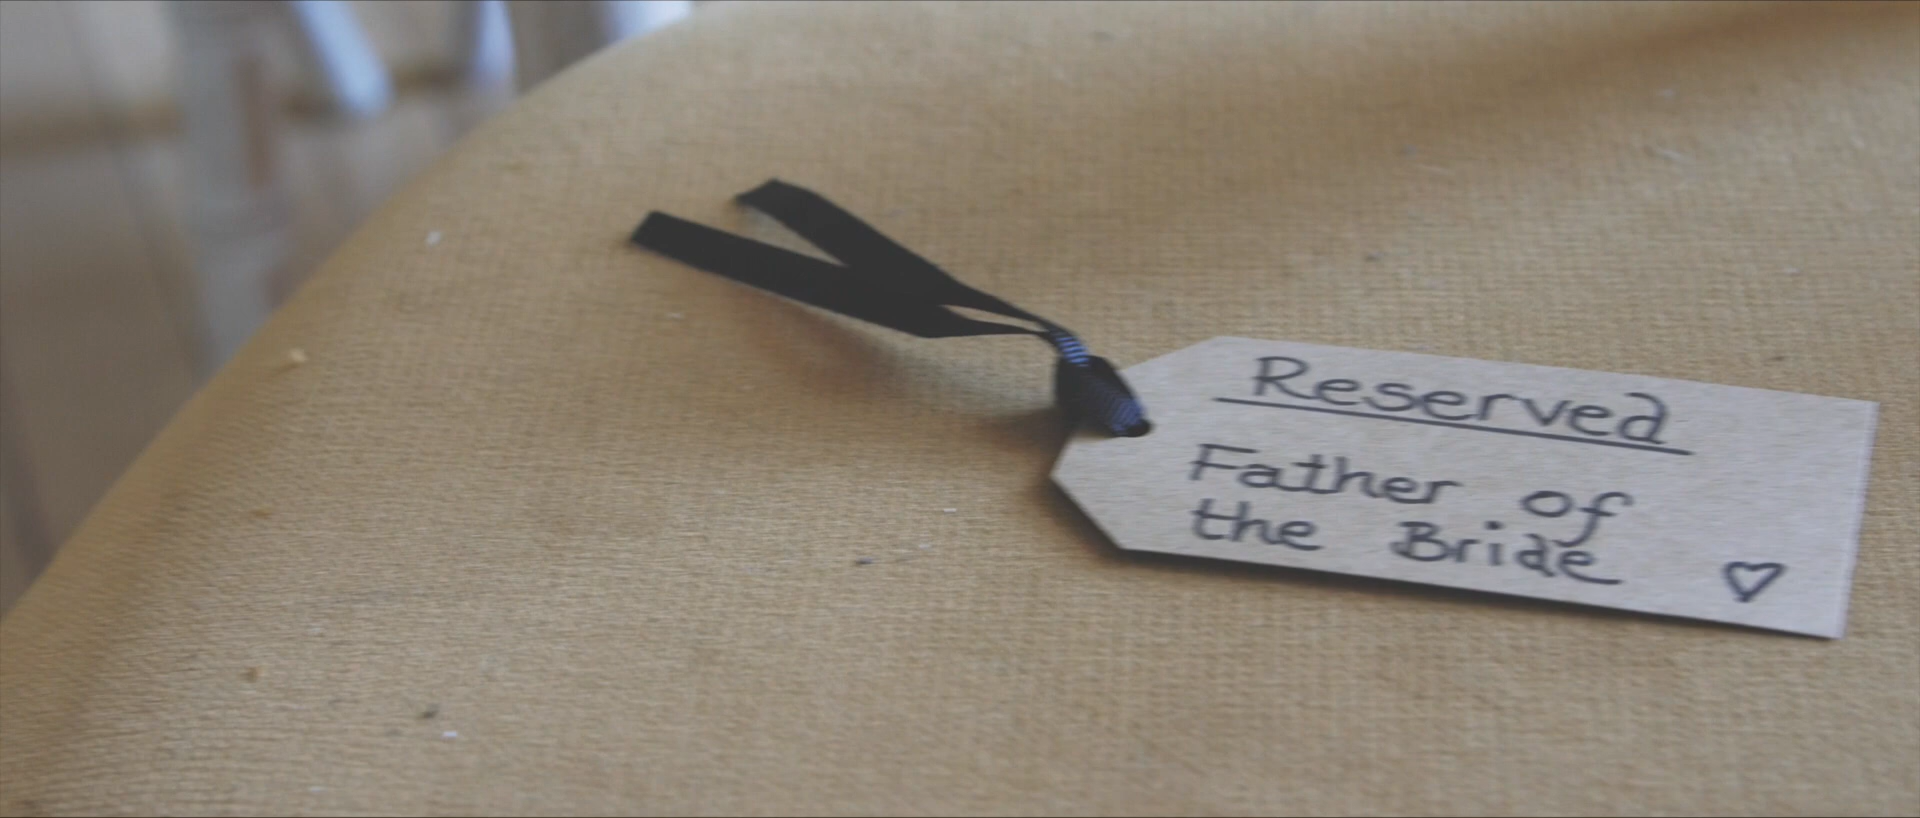 Reserved
Father of
the Bride ♡